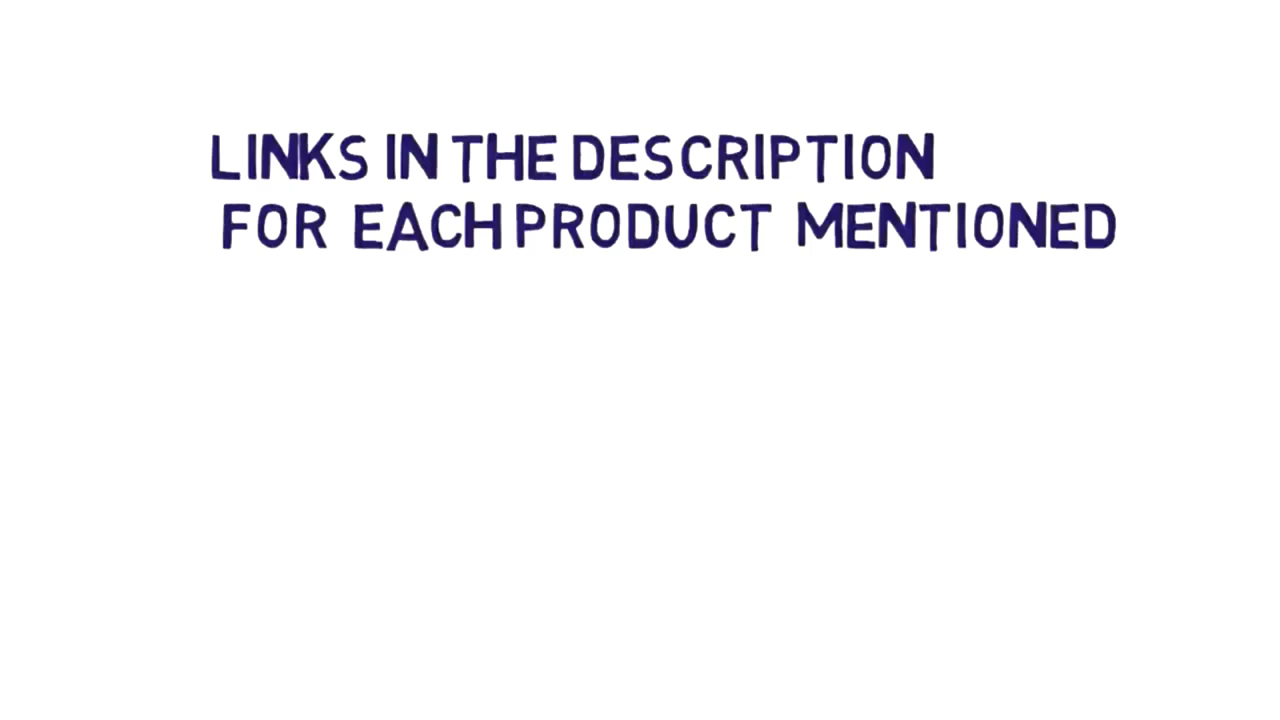 LINKS IN THE DESCRIPTION
FOR EACH PRODUCT MENTIONED